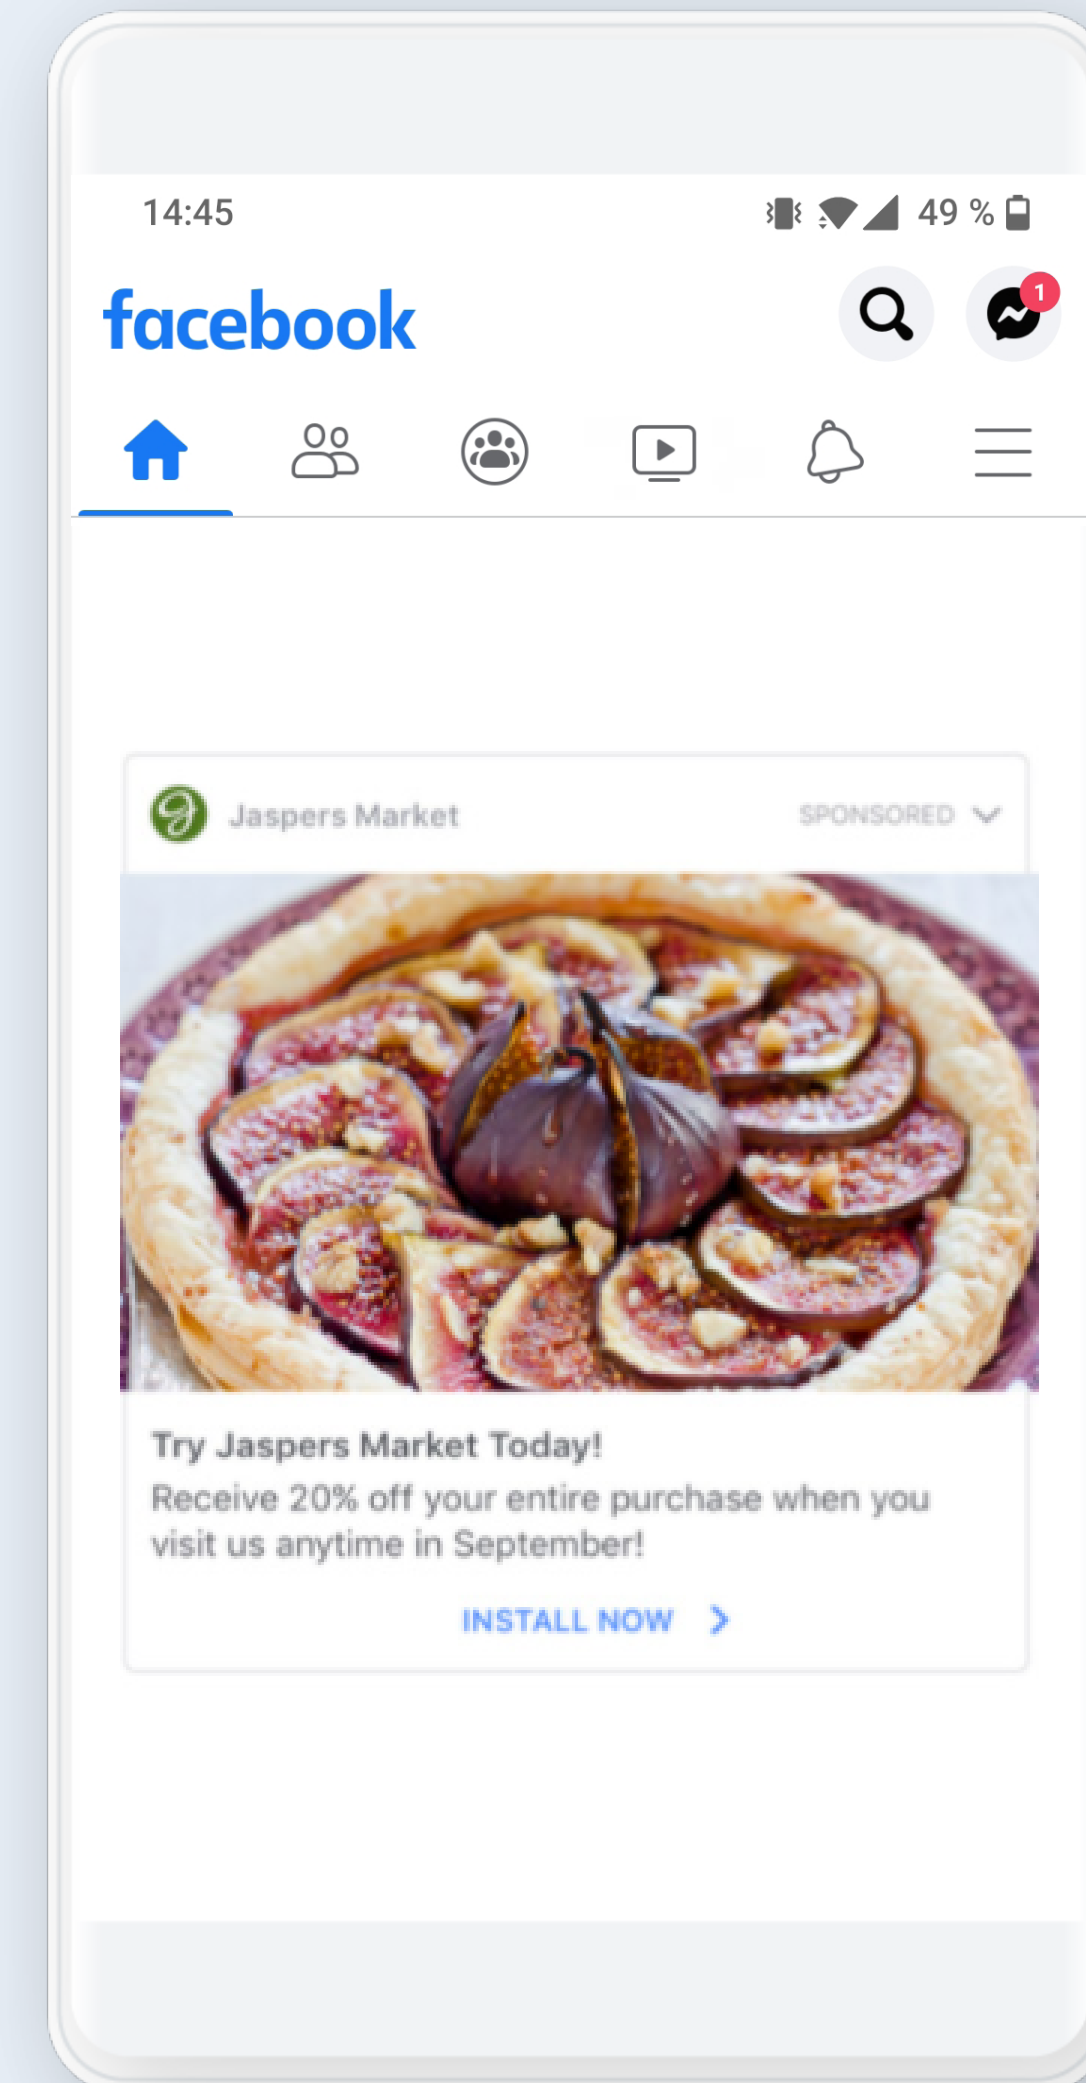 14:45 49 %
facebook
1
Jaspers Market SPONSORED
Try Jaspers Market Today!
Receive 20% off your entire purchase when you
visit us anytime in September!
INSTALL NOW